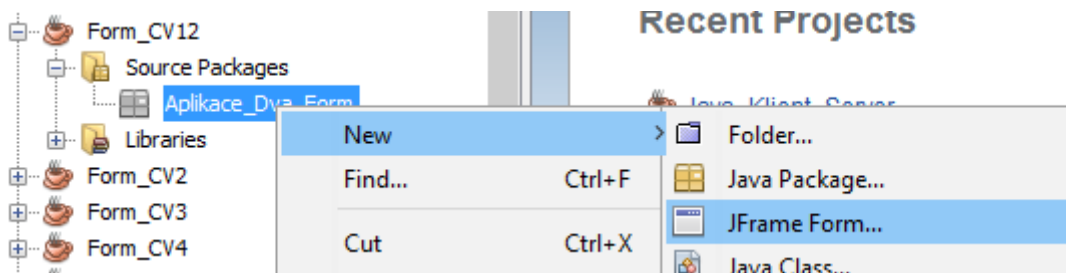 Form_CV12
Source Packages
Aplikace_Dva_Form
Libraries
Form_CV2
Form_CV3
Form_CV4
New
Find... Ctrl+F
Cut Ctrl+X
Recent Projects
Java_Klient_Server
Folder...
Java Package...
JFrame Form...
Java Class...